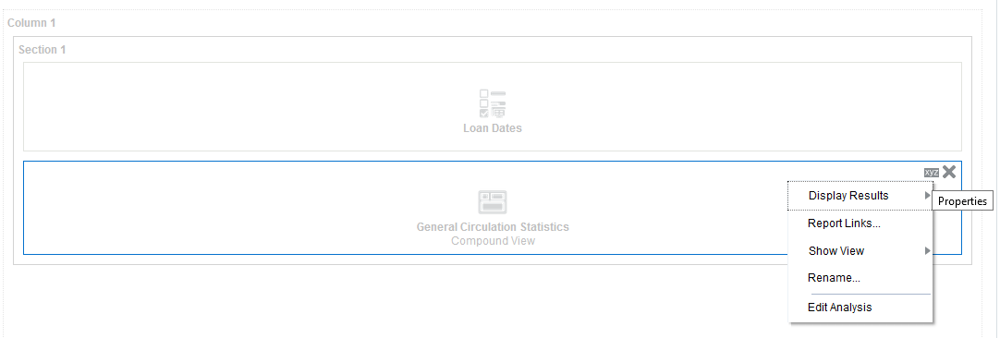 Column 1
Section 1
Loan Dates
xyz
General Circulation Statistics
Compound View
Display Results
Properties
Report Links...
Show View
Rename...
Edit Analysis